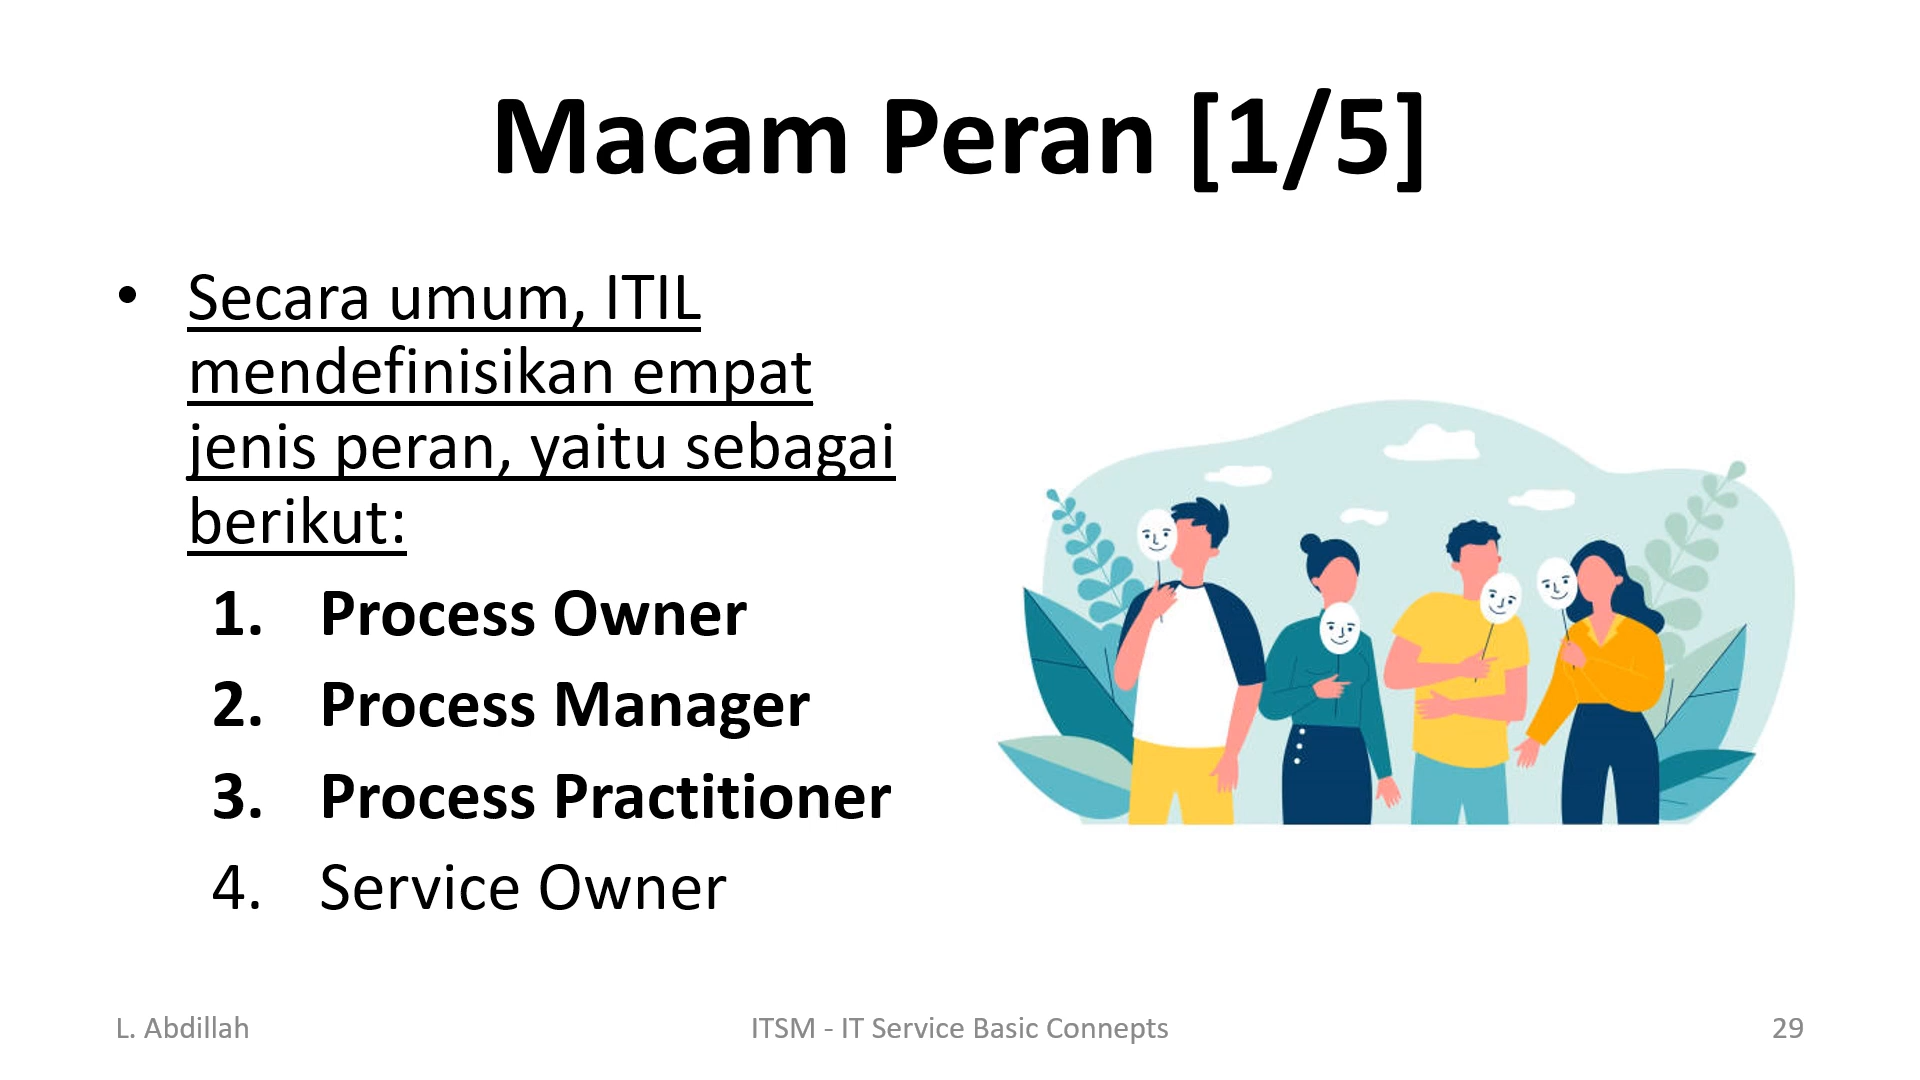 Macam Peran [1/5]
• Secara umum, ITIL
mendefinisikan empat
jenis peran, yaitu sebagai
berikut:
1. Process Owner
2. Process Manager
3. Process Practitioner
4. Service Owner
L. Abdillah
ITSM - IT Service Basic Connepts
29